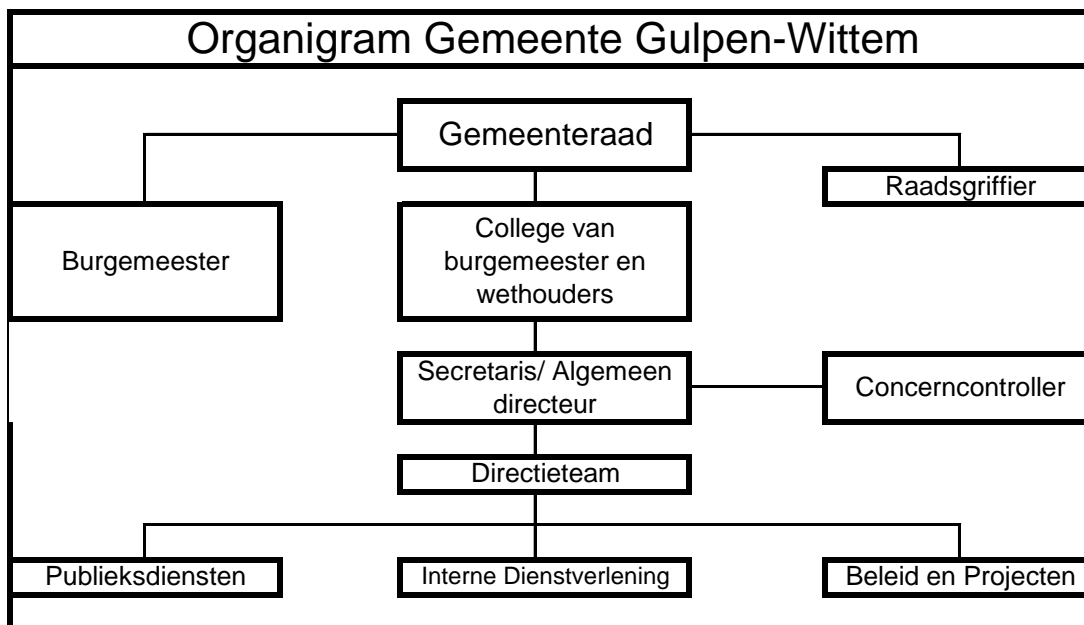 Organigram Gemeente Gulpen-Wittem
Gemeenteraad
Raadsgriffier
Burgemeester
College van
burgemeester en
wethouders
Secretaris/ Algemeen
directeur
Concerncontroller
Directieteam
Publieksdiensten
Interne Dienstverlening
Beleid en Projecten